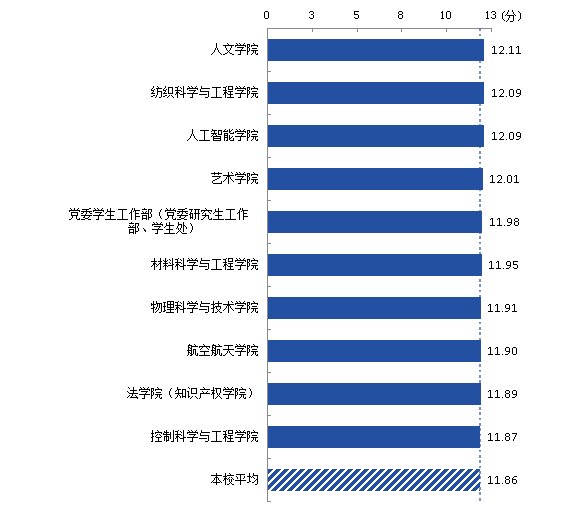 0 3 5 8 10 13 (分)
人文学院 12.11
纺织科学与工程学院 12.09
人工智能学院 12.09
艺术学院 12.01
党委学生工作部（党委研究生工作
部、学生处） 11.98
材料科学与工程学院 11.95
物理科学与技术学院 11.91
航空航天学院 11.90
法学院（知识产权学院） 11.89
控制科学与工程学院 11.87
本校平均 11.86